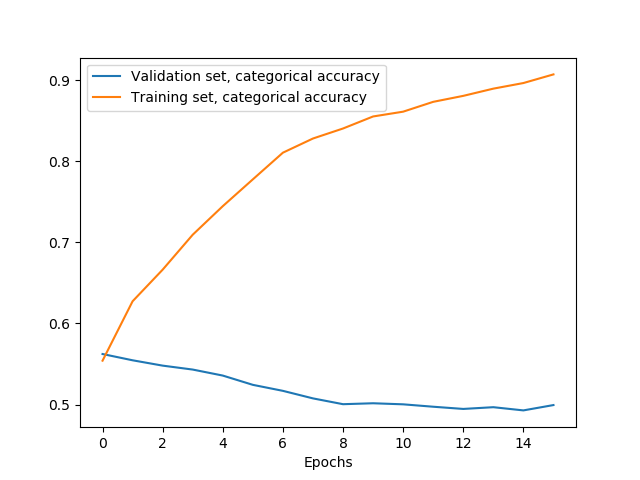 Validation set, categorical accuracy
Training set, categorical accuracy
0.9
0.8
0.7
0.6
0.5
0 2 4 6 8 10 12 14
Epochs